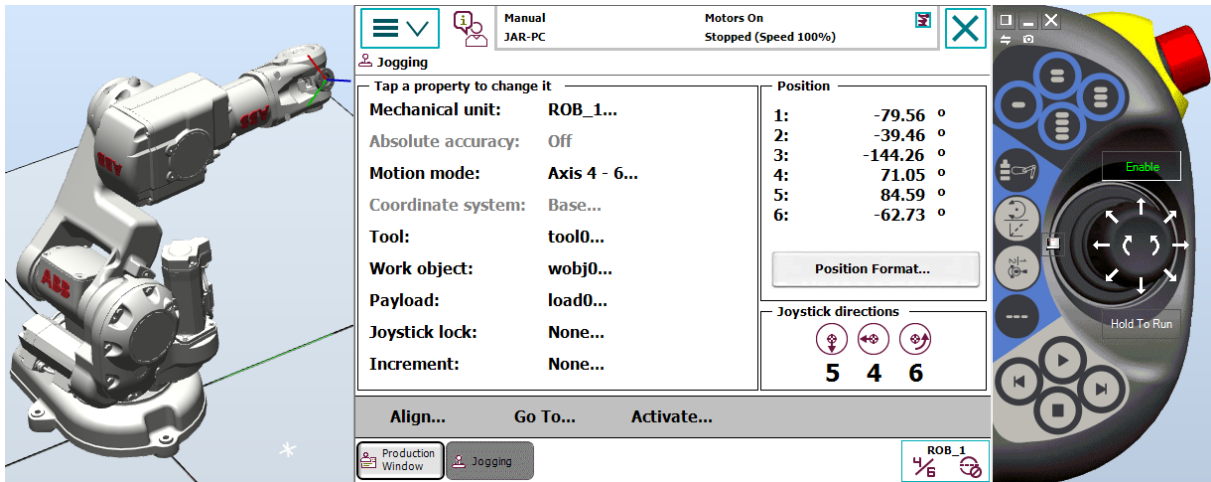 Manual Motors On
JAR-PC Stopped (Speed 100%)
Jogging
Tap a property to change it
Mechanical unit: ROB_1...
Absolute accuracy: Off
Motion mode: Axis 4 - 6...
Coordinate system: Base...
Tool: tool0...
Work object: wobj0...
Payload: load0...
Joystick lock: None...
Increment: None...
Position
1: -79.56 º
2: -39.46 º
3: -144.26 º
4: 71.05 º
5: 84.59 º
6: -62.73 º
Position Format...
Joystick directions
5 4 6
Align... Go To... Activate...
Production
Window
Jogging
ROB_1
4/6
Enable
Hold To Run
ABB
ABB
ABB
ABB